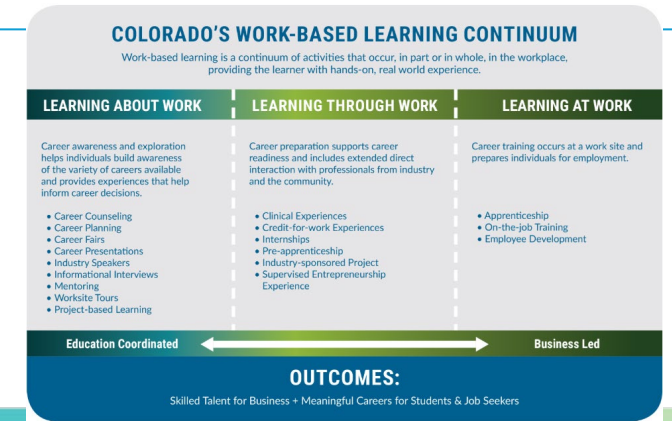 COLORADO'S WORK-BASED LEARNING CONTINUUM
Work-based learning is a continuum of activities that occur, in part or in whole, in the workplace,
providing the learner with hands-on, real world experience.
LEARNING ABOUT WORK
Career awareness and exploration
helps individuals build awareness
of the variety of careers available
and provides experiences that help
inform career decisions.
• Career Counseling
• Career Planning
• Career Fairs
• Career Presentations
• Industry Speakers
• Informational Interviews
• Mentoring
• Worksite Tours
• Project-based Learning
LEARNING THROUGH WORK
Career preparation supports career
readiness and includes extended direct
interaction with professionals from industry
and the community.
• Clinical Experiences
• Credit-for-work Experiences
• Internships
• Pre-apprenticeship
• Industry-sponsored Project
• Supervised Entrepreneurship
Experience
LEARNING AT WORK
Career training occurs at a work site and
prepares individuals for employment.
• Apprenticeship
• On-the-job Training
• Employee Development
Education Coordinated
Business Led
OUTCOMES:
Skilled Talent for Business + Meaningful Careers for Students & Job Seekers